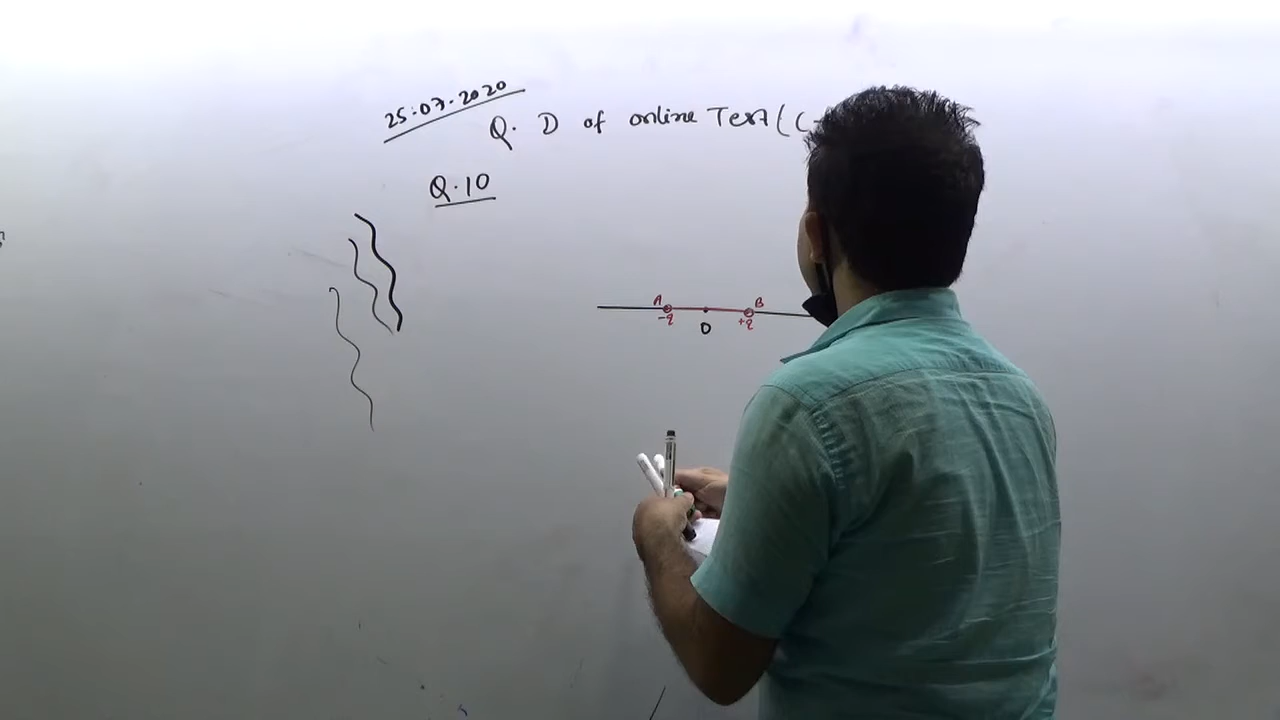 25.07.2020
Q. D of online Test (
Q.10
A B
-q +q
O